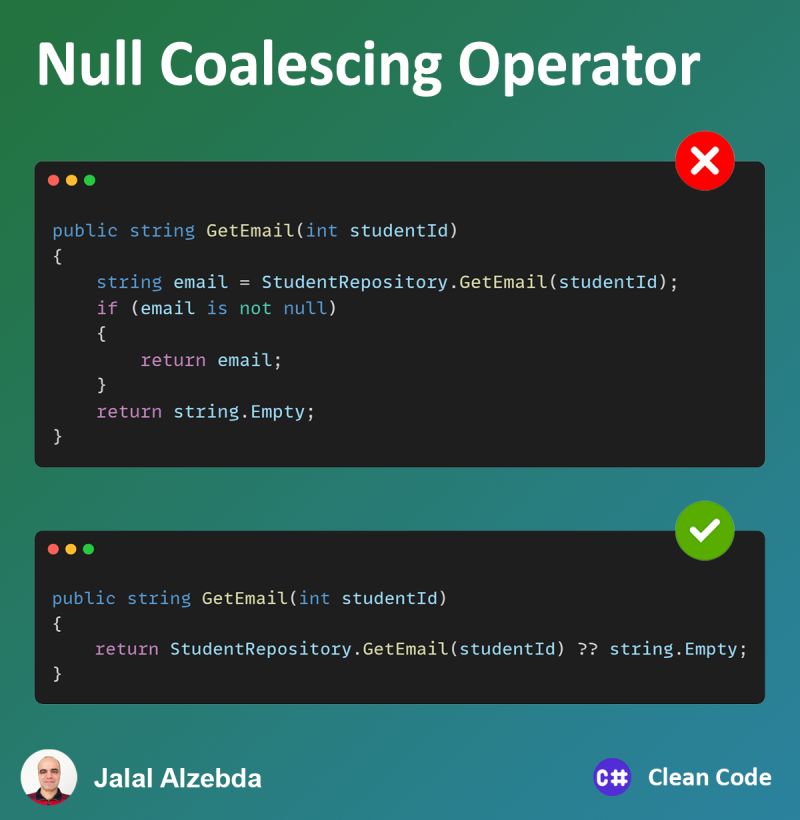 Null Coalescing Operator
public string GetEmail(int studentId)
{
    string email = StudentRepository.GetEmail(studentId);
    if (email is not null)
    {
        return email;
    }
    return string.Empty;
}
public string GetEmail(int studentId)
{
    return StudentRepository.GetEmail(studentId) ?? string.Empty;
}
Jalal Alzebda
C# Clean Code